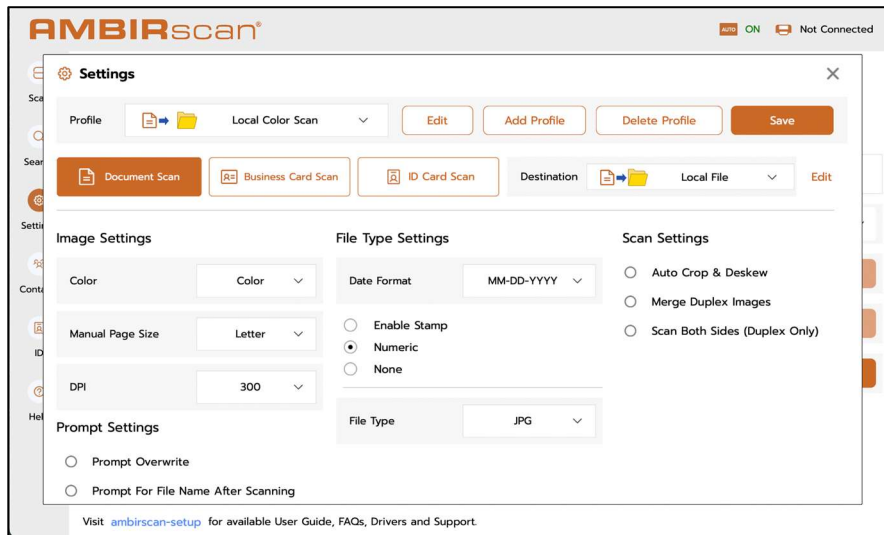 AMBIRscan®
AUTO ON Not Connected
Settings
Profile Local Color Scan Edit Add Profile Delete Profile Save
Document Scan Business Card Scan ID Card Scan Destination Local File Edit
Image Settings File Type Settings Scan Settings
Color Color Date Format MM-DD-YYYY Auto Crop & Deskew
Merge Duplex Images
Manual Page Size Letter Enable Stamp Scan Both Sides (Duplex Only)
Numeric
None
DPI 300
File Type JPG
Prompt Settings
Prompt Overwrite
Prompt For File Name After Scanning
Visit ambirscan-setup for available User Guide, FAQs, Drivers and Support.